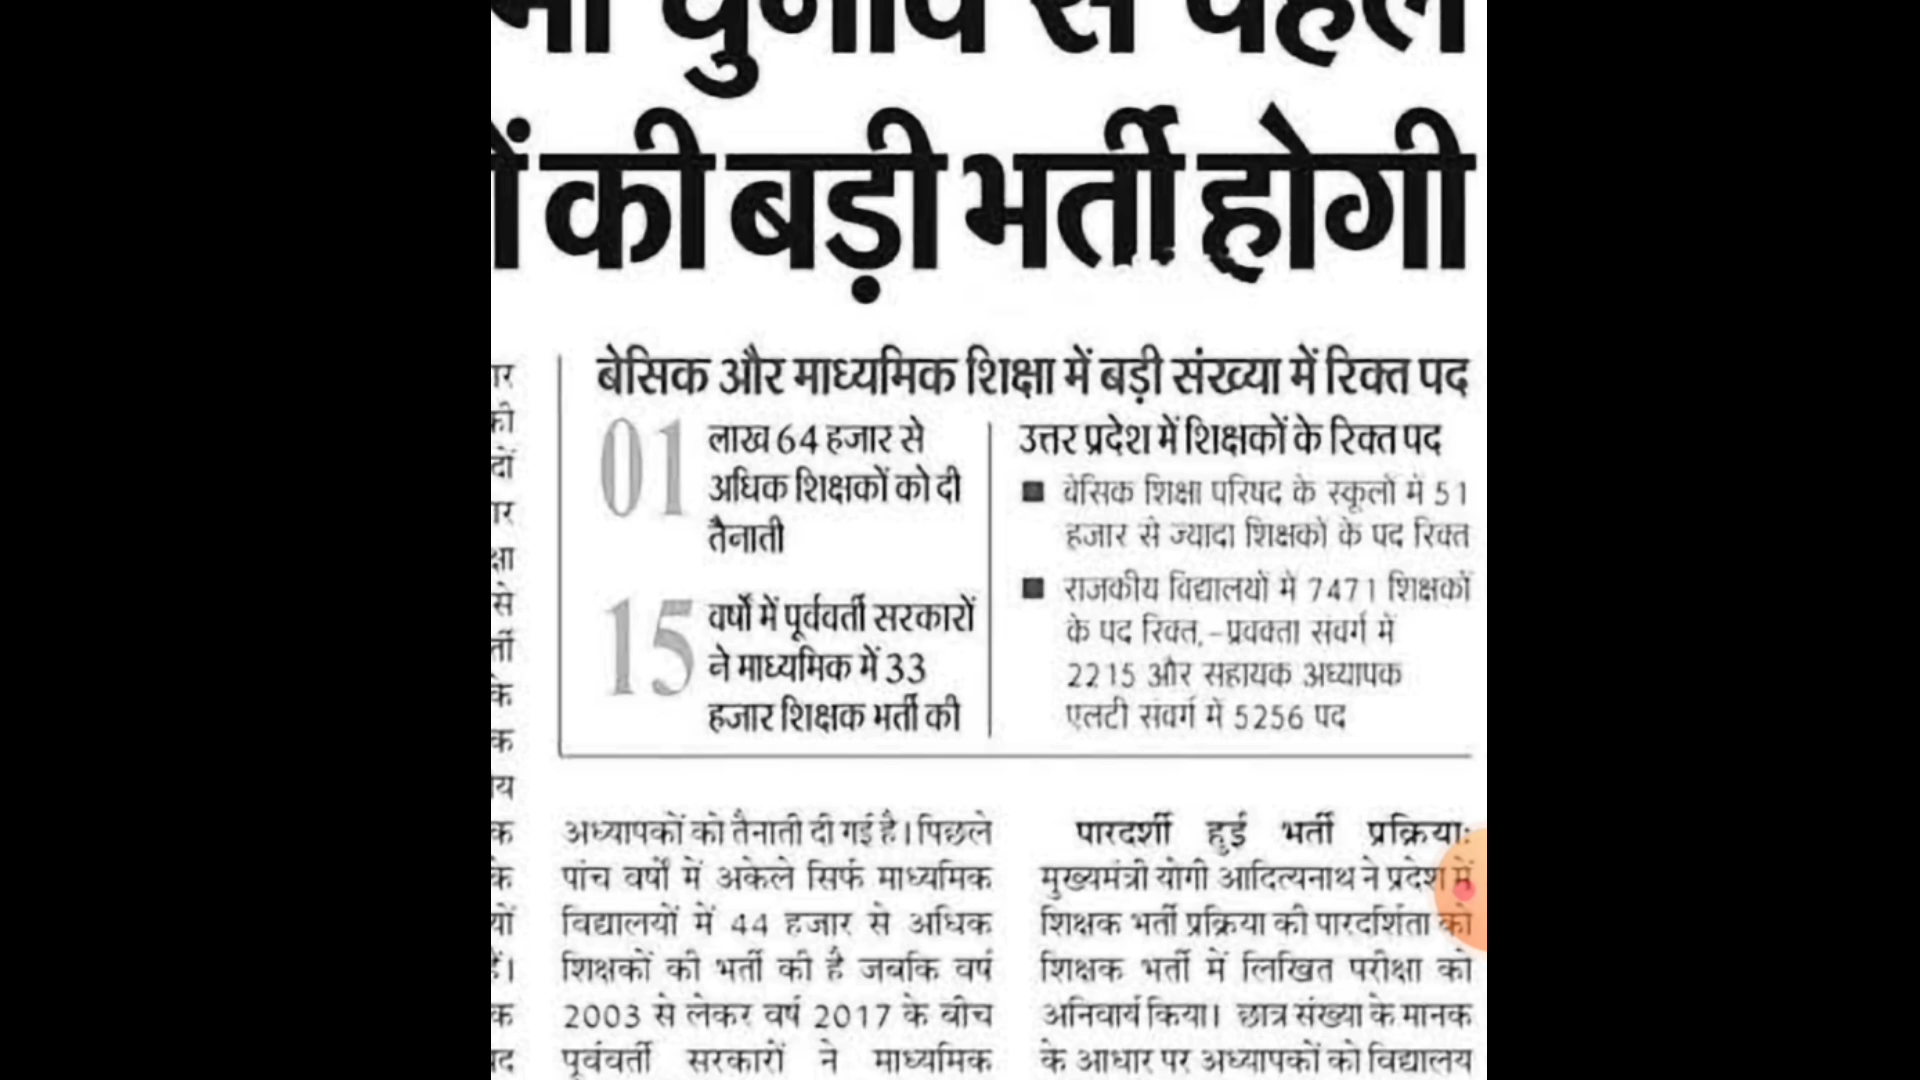 चुनाव से पहले
की बड़ी भर्ती होगी
बेसिक और माध्यमिक शिक्षा में बड़ी संख्या में रिक्त पद
01 लाख 64 हजार से
अधिक शिक्षकों को दी
तैनाती
15 वर्षों में पूर्ववर्ती सरकारों
ने माध्यमिक में 33
हजार शिक्षक भर्ती की
उत्तर प्रदेश में शिक्षकों के रिक्त पद
■ बेसिक शिक्षा परिषद के स्कूलों में 51
हजार से ज्यादा शिक्षकों के पद रिक्त
■ राजकीय विद्यालयों में 7471 शिक्षकों
के पद रिक्त,-प्रवक्ता संवर्ग में
2215 और सहायक अध्यापक
एलटी संवर्ग में 5256 पद
अध्यापकों को तैनाती दी गई है। पिछले
पांच वर्षों में अकेले सिर्फ माध्यमिक
विद्यालयों में 44 हजार से अधिक
शिक्षकों की भर्ती की है जबकि वर्ष
2003 से लेकर वर्ष 2017 के बीच
पूर्ववर्ती सरकारों ने माध्यमिक
पारदर्शी हुई भर्ती प्रक्रिया:
मुख्यमंत्री योगी आदित्यनाथ ने प्रदेश में
शिक्षक भर्ती प्रक्रिया की पारदर्शिता को
शिक्षक भर्ती में लिखित परीक्षा को
अनिवार्य किया। छात्र संख्या के मानक
के आधार पर अध्यापकों को विद्यालय